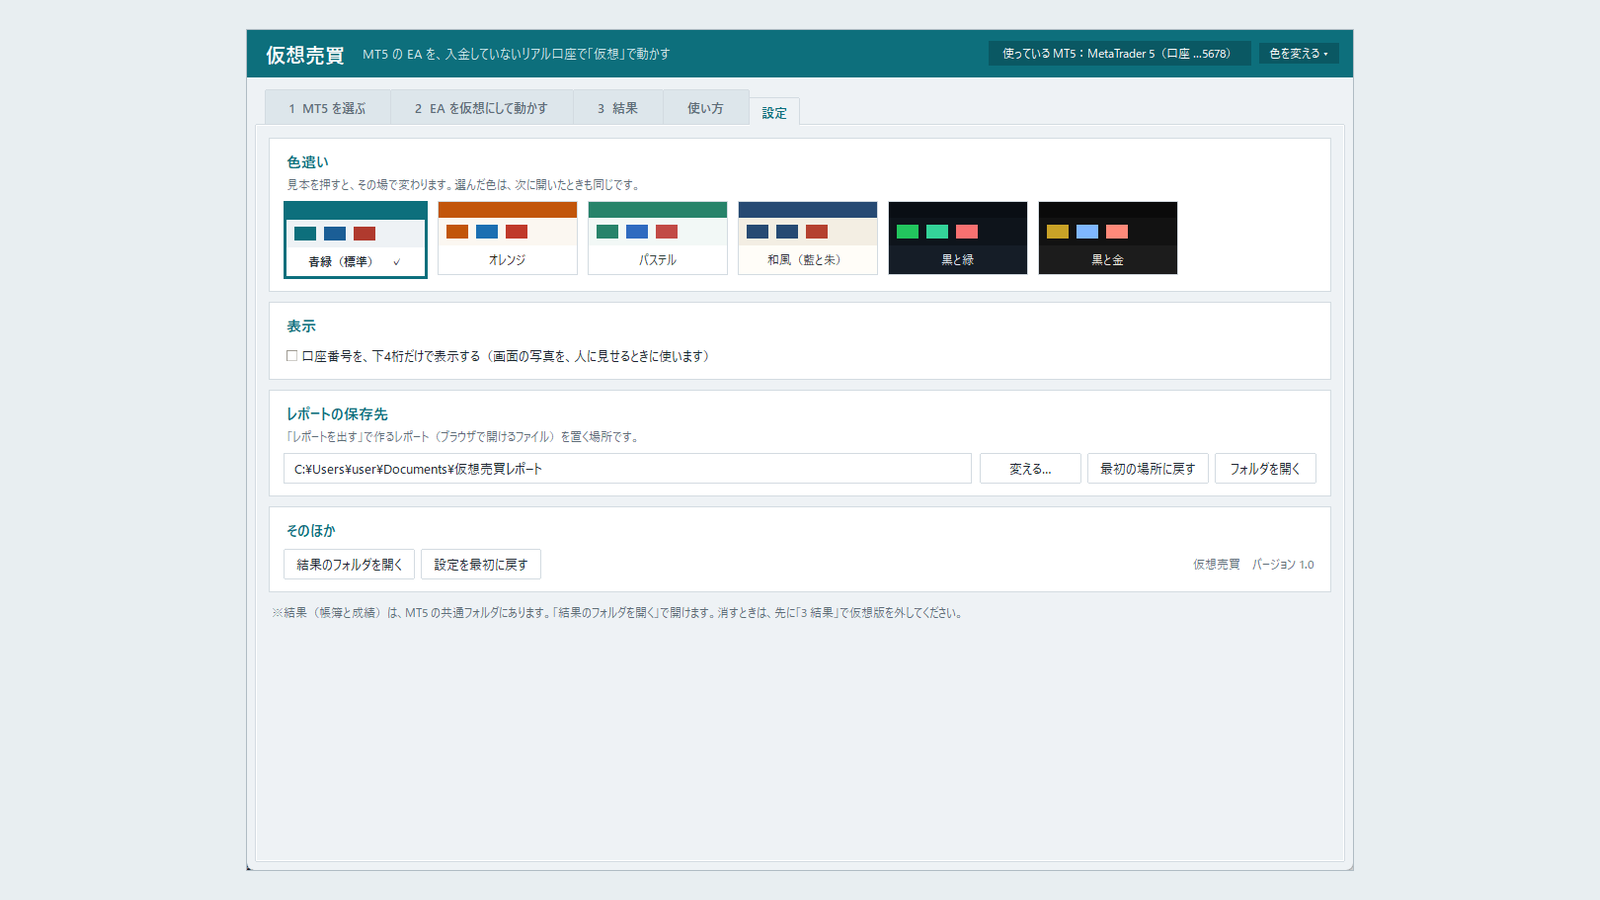 仮想売買 MT5 の EA を、入金していないリアル口座で「仮想」で動かす 使っている MT5：MetaTrader 5（口座 ...5678） 色を変える ▾
1 MT5 を選ぶ 2 EA を仮想にして動かす 3 結果 使い方 設定
色遣い
見本を押すと、その場で変わります。選んだ色は、次に開いたときも同じです。
青緑（標準） ✓ オレンジ パステル 和風（藍と朱） 黒と緑 黒と金
表示
口座番号を、下4桁だけで表示する（画面の写真を、人に見せるときに使います）
レポートの保存先
「レポートを出す」で作るレポート（ブラウザで開けるファイル）を置く場所です。
C:¥Users¥user¥Documents¥仮想売買レポート 変える... 最初の場所に戻す フォルダを開く
そのほか
結果のフォルダを開く 設定を最初に戻す 仮想売買 バージョン 1.0
※結果（帳簿と成績）は、MT5 の共通フォルダにあります。「結果のフォルダを開く」で開けます。消すときは、先に「3 結果」で仮想版を外してください。